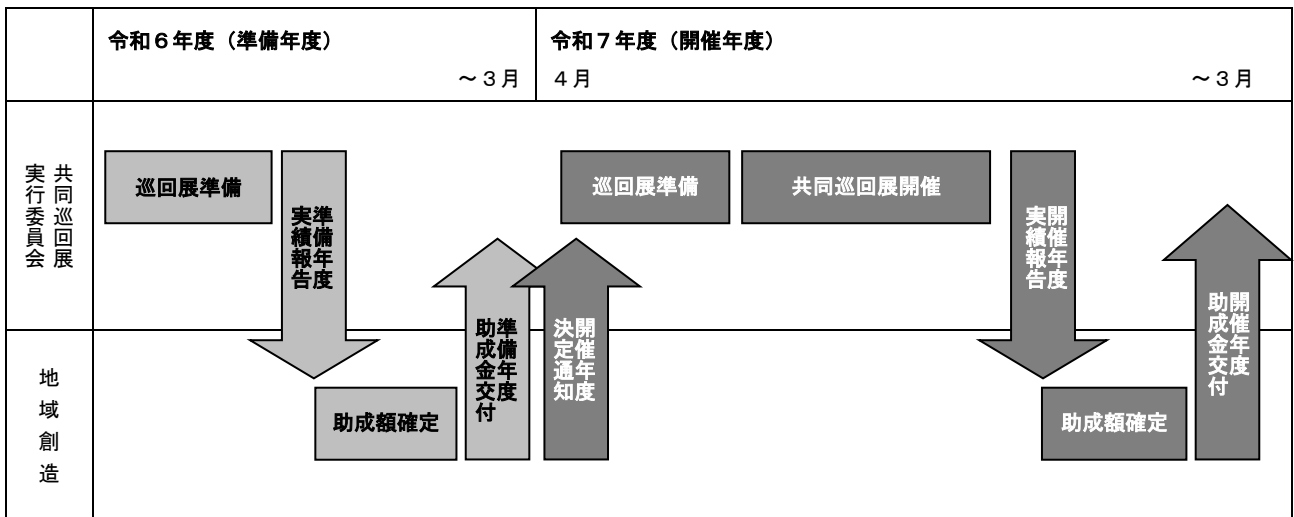 令和６年度（準備年度）
令和７年度（開催年度）
～３月
４月
～３月
共同巡回展
実行委員会
巡回展準備
準備年度
実績報告
準備年度
助成金交付
開催年度
決定通知
巡回展準備
共同巡回展開催
開催年度
実績報告
開催年度
助成金交付
地域創造
助成額確定
助成額確定